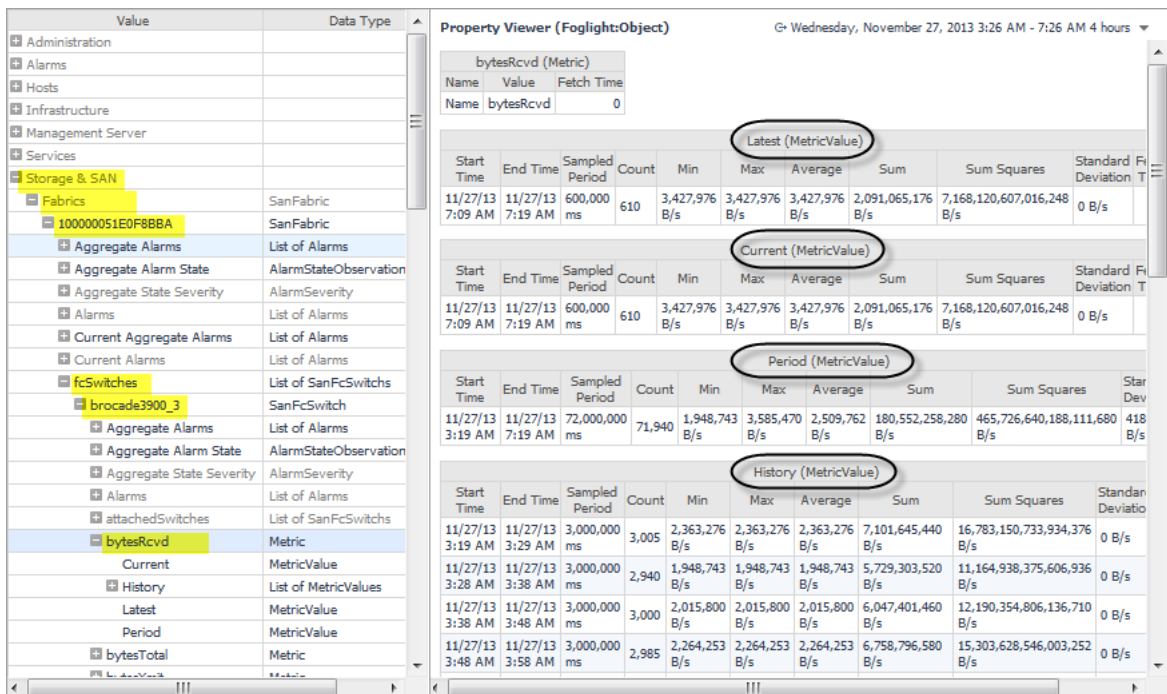 Value Data Type
Administration
Alarms
Hosts
Infrastructure
Management Server
Services
Storage & SAN
Fabrics SanFabric
100000051E0F8BBA SanFabric
Aggregate Alarms List of Alarms
Aggregate Alarm State AlarmStateObservation
Aggregate State Severity AlarmSeverity
Alarms List of Alarms
Current Aggregate Alarms List of Alarms
Current Alarms List of Alarms
fcSwitches List of SanFcSwitchs
brocade3900_3 SanFcSwitch
Aggregate Alarms List of Alarms
Aggregate Alarm State AlarmStateObservation
Aggregate State Severity AlarmSeverity
Alarms List of Alarms
attachedSwitches List of SanFcSwitchs
bytesRcvd Metric
Current MetricValue
History List of MetricValues
Latest MetricValue
Period MetricValue
bytesTotal Metric
Property Viewer (Foglight:Object) Wednesday, November 27, 2013 3:26 AM - 7:26 AM 4 hours
bytesRcvd (Metric)
Name Value Fetch Time
Name bytesRcvd 0
Latest (MetricValue)
Start End Time Sampled Count Min Max Average Sum Sum Squares Standard Fe
Time Period Deviation T
11/27/13 11/27/13 600,000 610 3,427,976 3,427,976 3,427,976 2,091,065,176 7,168,120,607,016,248 0 B/s
7:09 AM 7:19 AM ms B/s B/s B/s B/s B/s
Current (MetricValue)
Start End Time Sampled Count Min Max Average Sum Sum Squares Standard Fe
Time Period Deviation T
11/27/13 11/27/13 600,000 610 3,427,976 3,427,976 3,427,976 2,091,065,176 7,168,120,607,016,248 0 B/s
7:09 AM 7:19 AM ms B/s B/s B/s B/s B/s
Period (MetricValue)
Start End Time Sampled Count Min Max Average Sum Sum Squares Star
Time Period Dev
11/27/13 11/27/13 72,000,000 71,940 1,948,743 3,585,470 2,509,762 180,552,258,280 465,726,640,188,111,680 418
3:19 AM 7:19 AM ms B/s B/s B/s B/s B/s B/s
History (MetricValue)
Start End Time Sampled Count Min Max Average Sum Sum Squares Standar
Time Period Deviatio
11/27/13 11/27/13 3,000,000 3,005 2,363,276 2,363,276 2,363,276 7,101,645,440 16,783,150,733,934,376 0 B/s
3:19 AM 3:29 AM ms B/s B/s B/s B/s B/s
11/27/13 11/27/13 3,000,000 2,940 1,948,743 1,948,743 1,948,743 5,729,303,520 11,164,938,375,606,936 0 B/s
3:28 AM 3:38 AM ms B/s B/s B/s B/s B/s
11/27/13 11/27/13 3,000,000 3,000 2,015,800 2,015,800 2,015,800 6,047,401,460 12,190,354,806,136,710 0 B/s
3:38 AM 3:48 AM ms B/s B/s B/s B/s B/s
11/27/13 11/27/13 3,000,000 2,985 2,264,253 2,264,253 2,264,253 6,758,796,580 15,303,628,546,003,252 0 B/s
3:48 AM 3:58 AM ms B/s B/s B/s B/s B/s